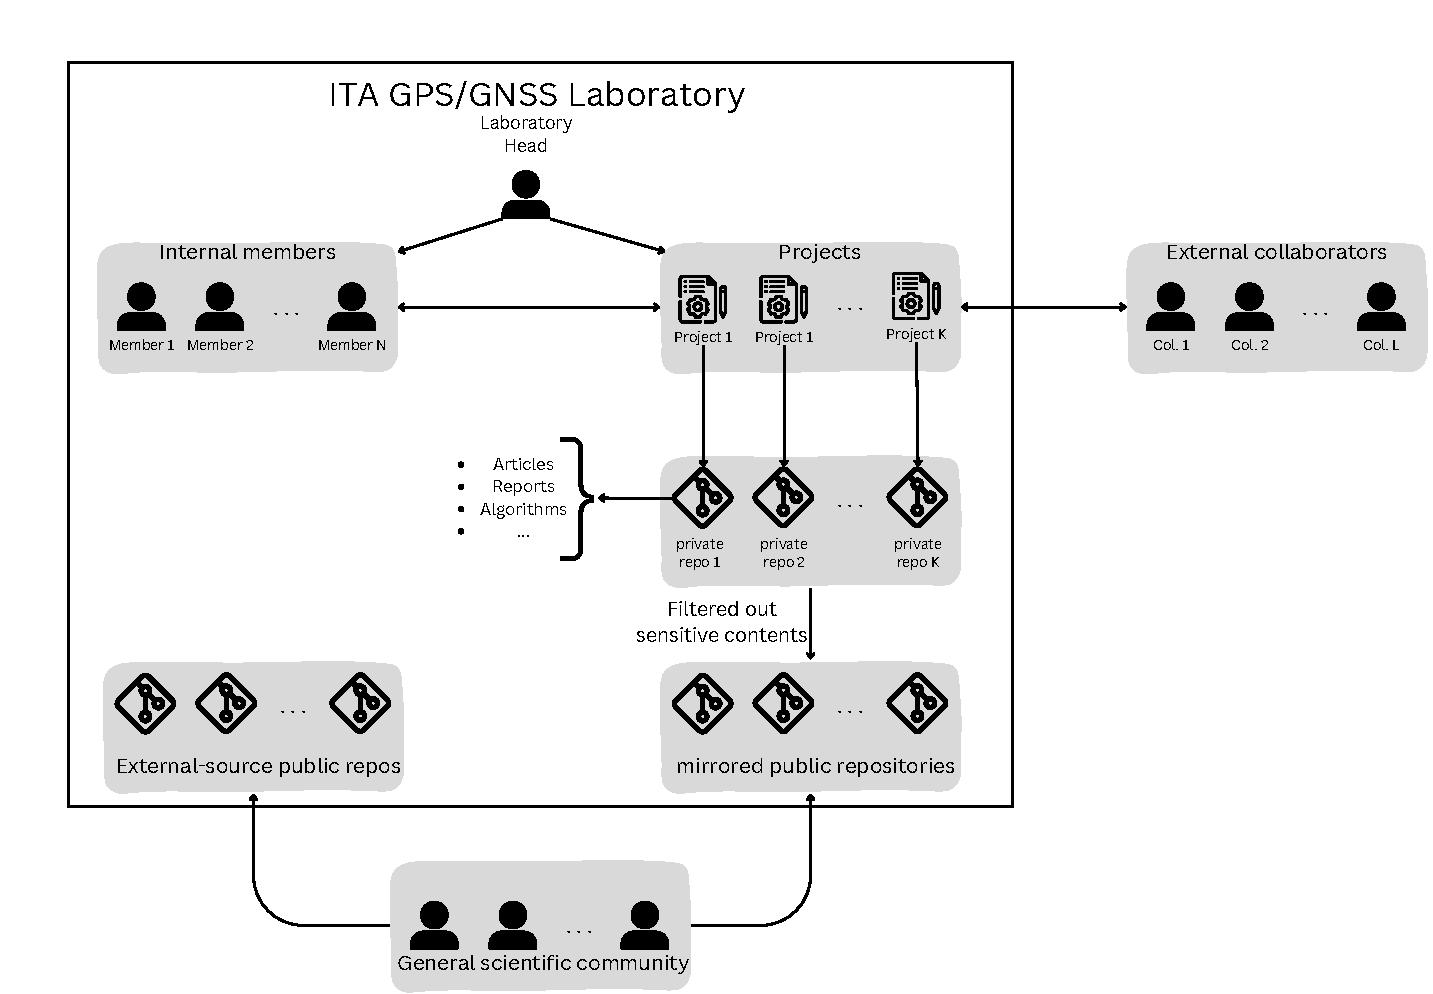 ITA GPS/GNSS Laboratory
Laboratory
Head
Internal members
Member 1 Member 2 ... Member N
Projects
Project 1 Project 1 ... Project K
External collaborators
Col. 1 Col. 2 ... Col. L
• Articles
• Reports
• Algorithms
• ...
...
private
repo 1
private
repo 2
private
repo K
Filtered out
sensitive contents
...
External-source public repos
...
mirrored public repositories
...
General scientific community